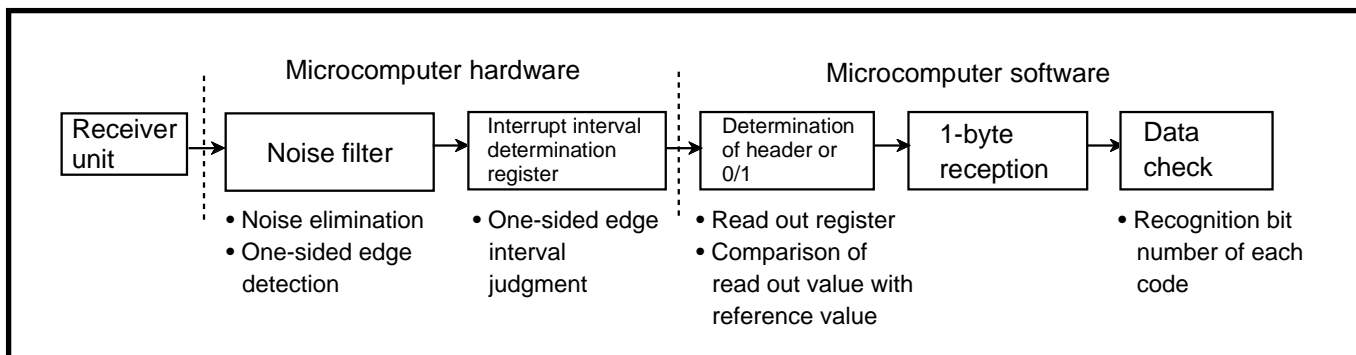 Microcomputer hardware
Microcomputer software
Receiver
unit
Noise filter
Interrupt interval
determination
register
Determination
of header or
0/1
1-byte
reception
Data
check
• Noise elimination
• One-sided edge
detection
• One-sided edge
interval
judgment
• Read out register
• Comparison of
read out value with
reference value
• Recognition bit
number of each
code